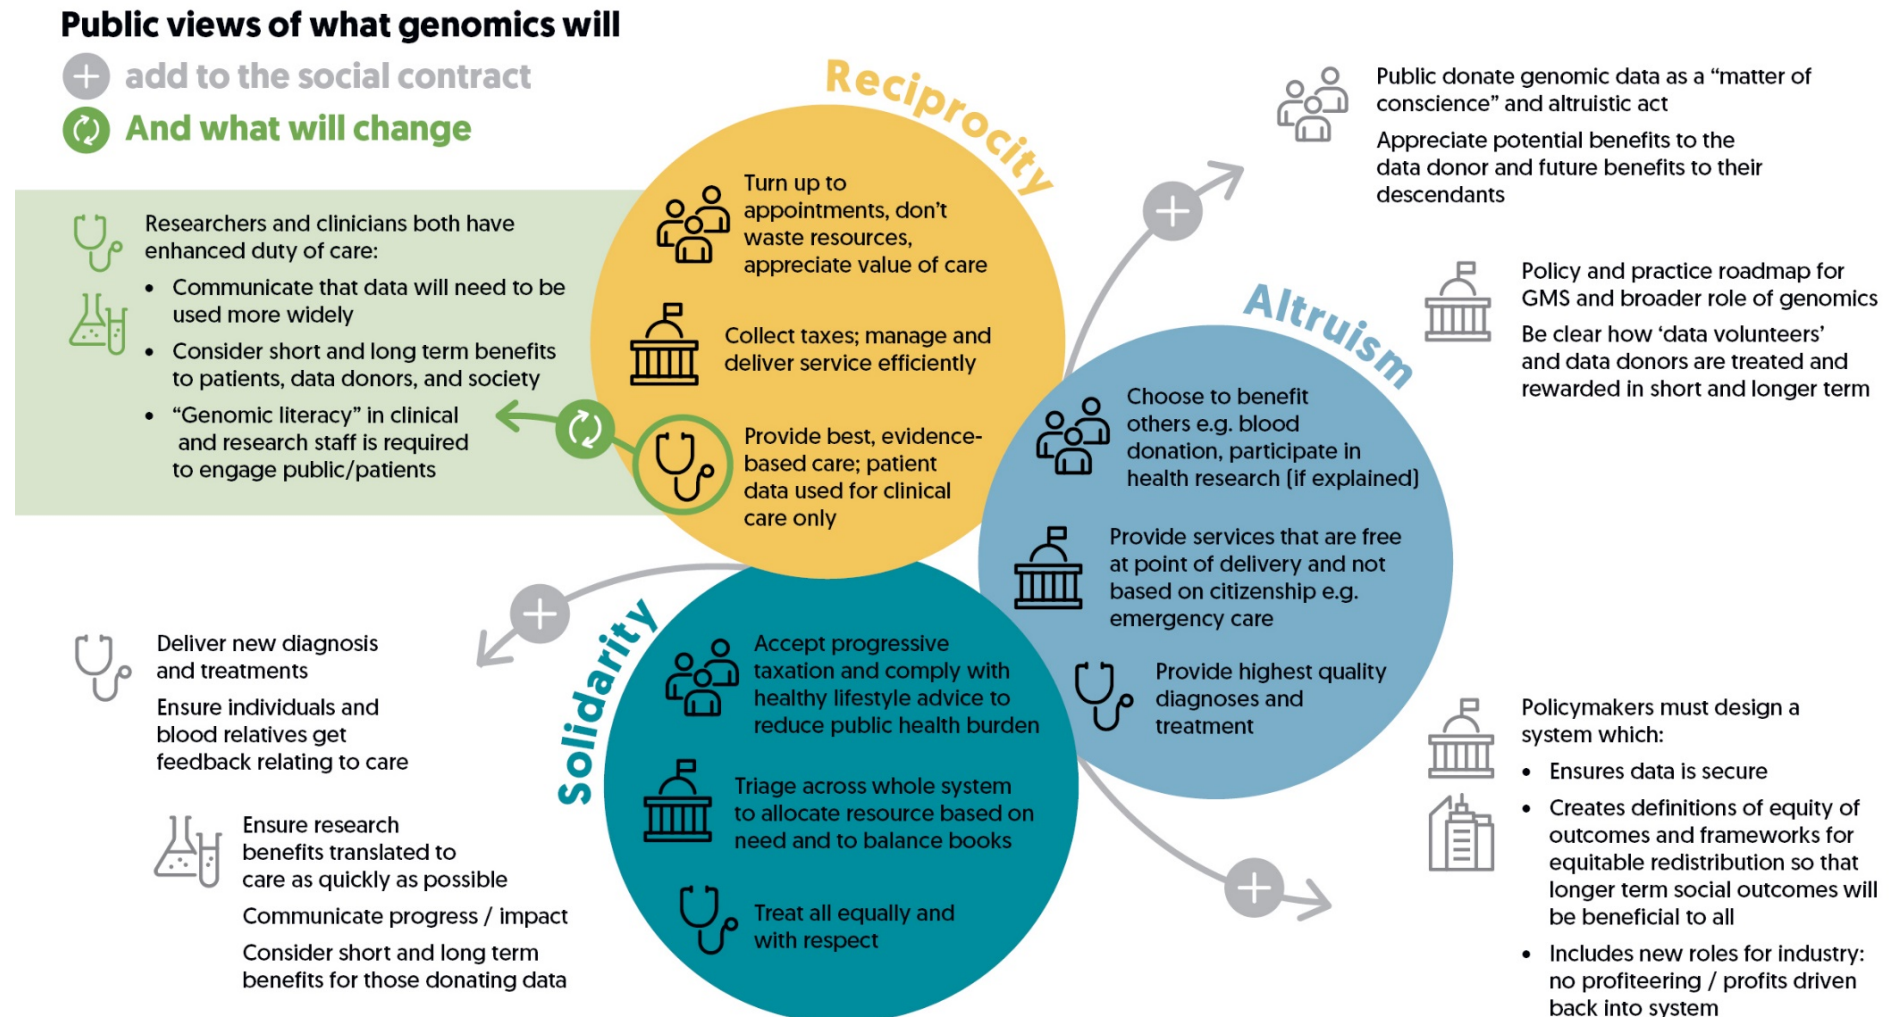 Public views of what genomics will
add to the social contract
And what will change
Reciprocity
Turn up to
appointments, don't
waste resources,
appreciate value of care
Collect taxes; manage and
deliver service efficiently
Provide best, evidence-
based care; patient
data used for clinical
care only
Researchers and clinicians both have
enhanced duty of care:
• Communicate that data will need to be
used more widely
• Consider short and long term benefits
to patients, data donors, and society
• “Genomic literacy” in clinical
and research staff is required
to engage public/patients
Public donate genomic data as a “matter of
conscience” and altruistic act
Appreciate potential benefits to the
data donor and future benefits to their
descendants
Policy and practice roadmap for
GMS and broader role of genomics
Be clear how ‘data volunteers’
and data donors are treated and
rewarded in short and longer term
Altruism
Choose to benefit
others e.g. blood
donation, participate in
health research (if explained)
Provide services that are free
at point of delivery and not
based on citizenship e.g.
emergency care
Provide highest quality
diagnoses and
treatment
Solidarity
Accept progressive
taxation and comply with
healthy lifestyle advice to
reduce public health burden
Triage across whole system
to allocate resource based on
need and to balance books
Treat all equally and
with respect
Deliver new diagnosis
and treatments
Ensure individuals and
blood relatives get
feedback relating to care
Ensure research
benefits translated to
care as quickly as possible
Communicate progress / impact
Consider short and long term
benefits for those donating data
Policymakers must design a
system which:
• Ensures data is secure
• Creates definitions of equity of
outcomes and frameworks for
equitable redistribution so that
longer term social outcomes will
be beneficial to all
• Includes new roles for industry:
no profiteering / profits driven
back into system